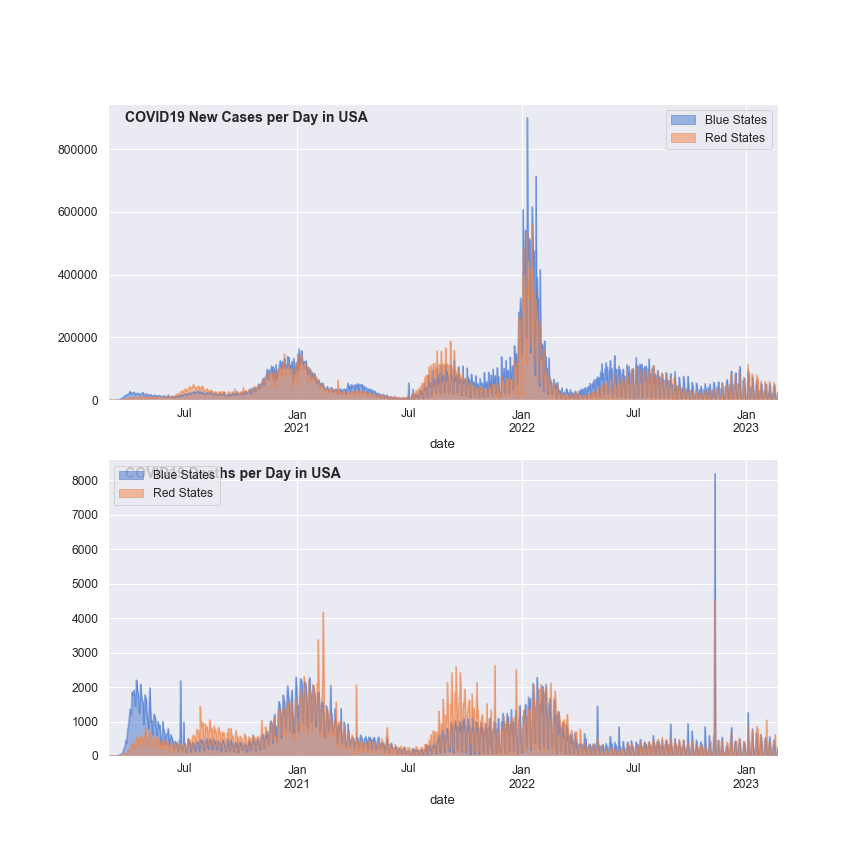 COVID19 New Cases per Day in USA
Blue States
Red States
800000
600000
400000
200000
0
Jul
Jan
2021
Jul
Jan
2022
Jul
Jan
2023
date
COVID19 Deaths per Day in USA
Blue States
Red States
8000
7000
6000
5000
4000
3000
2000
1000
0
Jul
Jan
2021
Jul
Jan
2022
Jul
Jan
2023
date